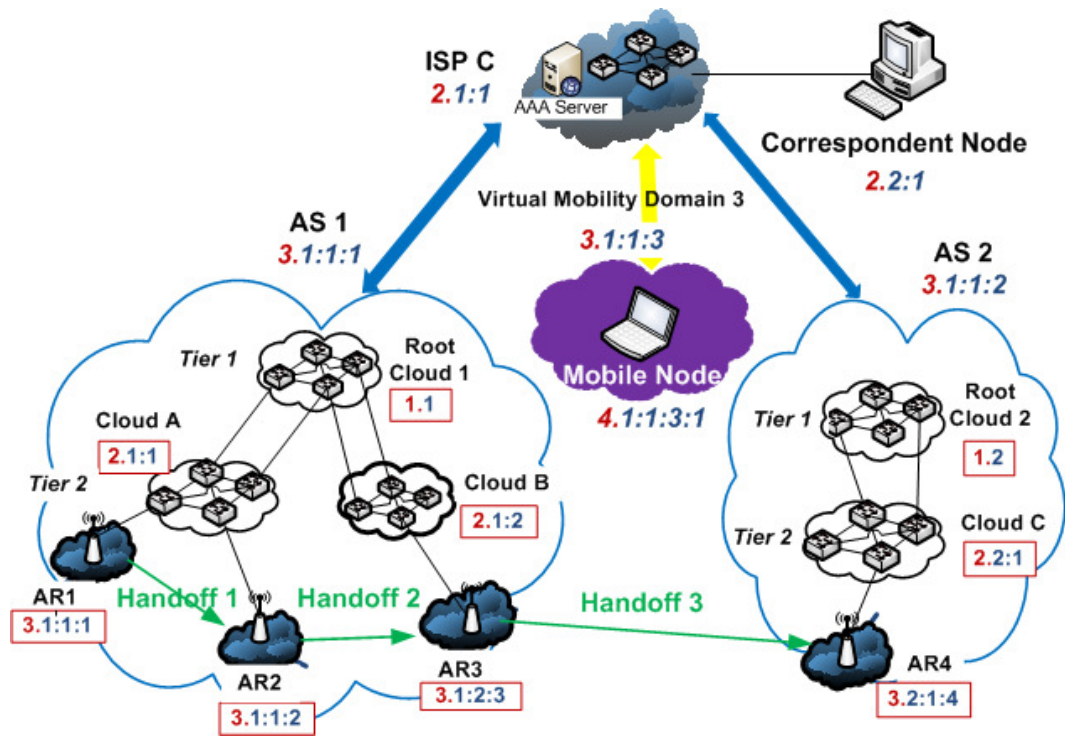 ISP C
2.1:1
AAA Server
Correspondent Node
2.2:1
Virtual Mobility Domain 3
3.1:1:3
Mobile Node
4.1:1:3:1
AS 1
3.1:1:1
AS 2
3.1:1:2
Tier 1
Root
Cloud 1
1.1
Cloud A
2.1:1
Tier 2
Cloud B
2.1:2
AR1
3.1:1:1
Handoff 1
AR2
3.1:1:2
Handoff 2
AR3
3.1:2:3
Handoff 3
Tier 1
Root
Cloud 2
1.2
Tier 2
Cloud C
2.2:1
AR4
3.2:1:4